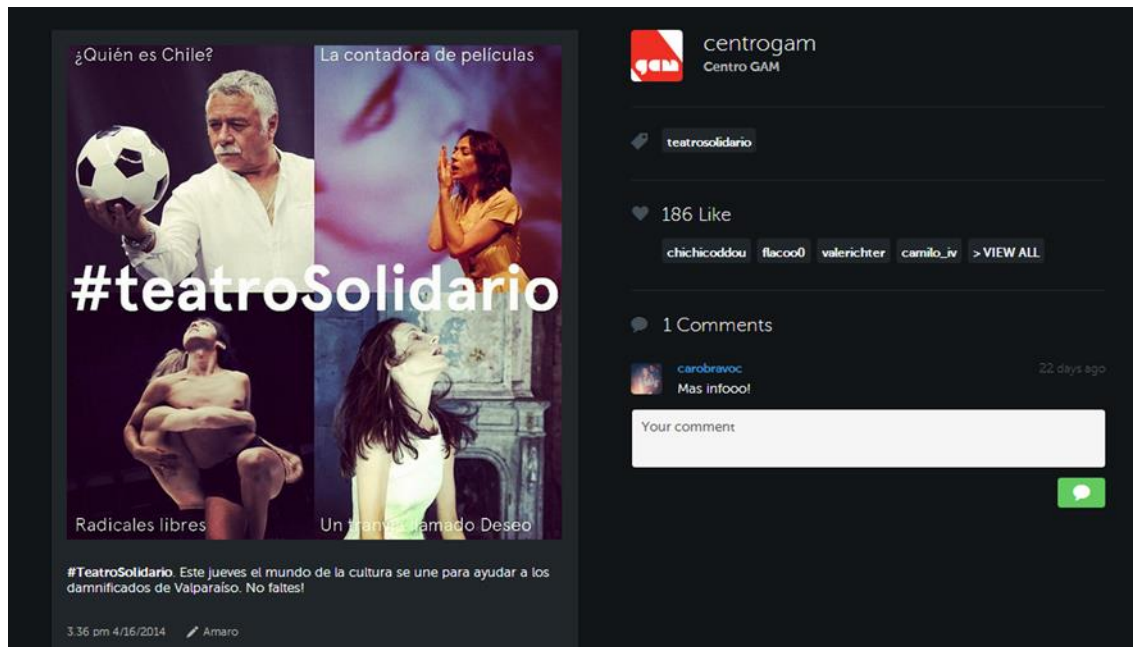 ¿Quién es Chile?
La contadora de películas
#teatroSolidario
Radicales libres
Un tranvía llamado Deseo
#TeatroSolidario. Este jueves el mundo de la cultura se une para ayudar a los
damnificados de Valparaíso. No faltes!
3.36 pm 4/16/2014
Amaro
gam
centrogam
Centro GAM
teatrosolidario
186 Like
chichicoddou flacoo0 valerichter camilo_iv > VIEW ALL
1 Comments
carobravoc
22 days ago
Mas infooo!
Your comment